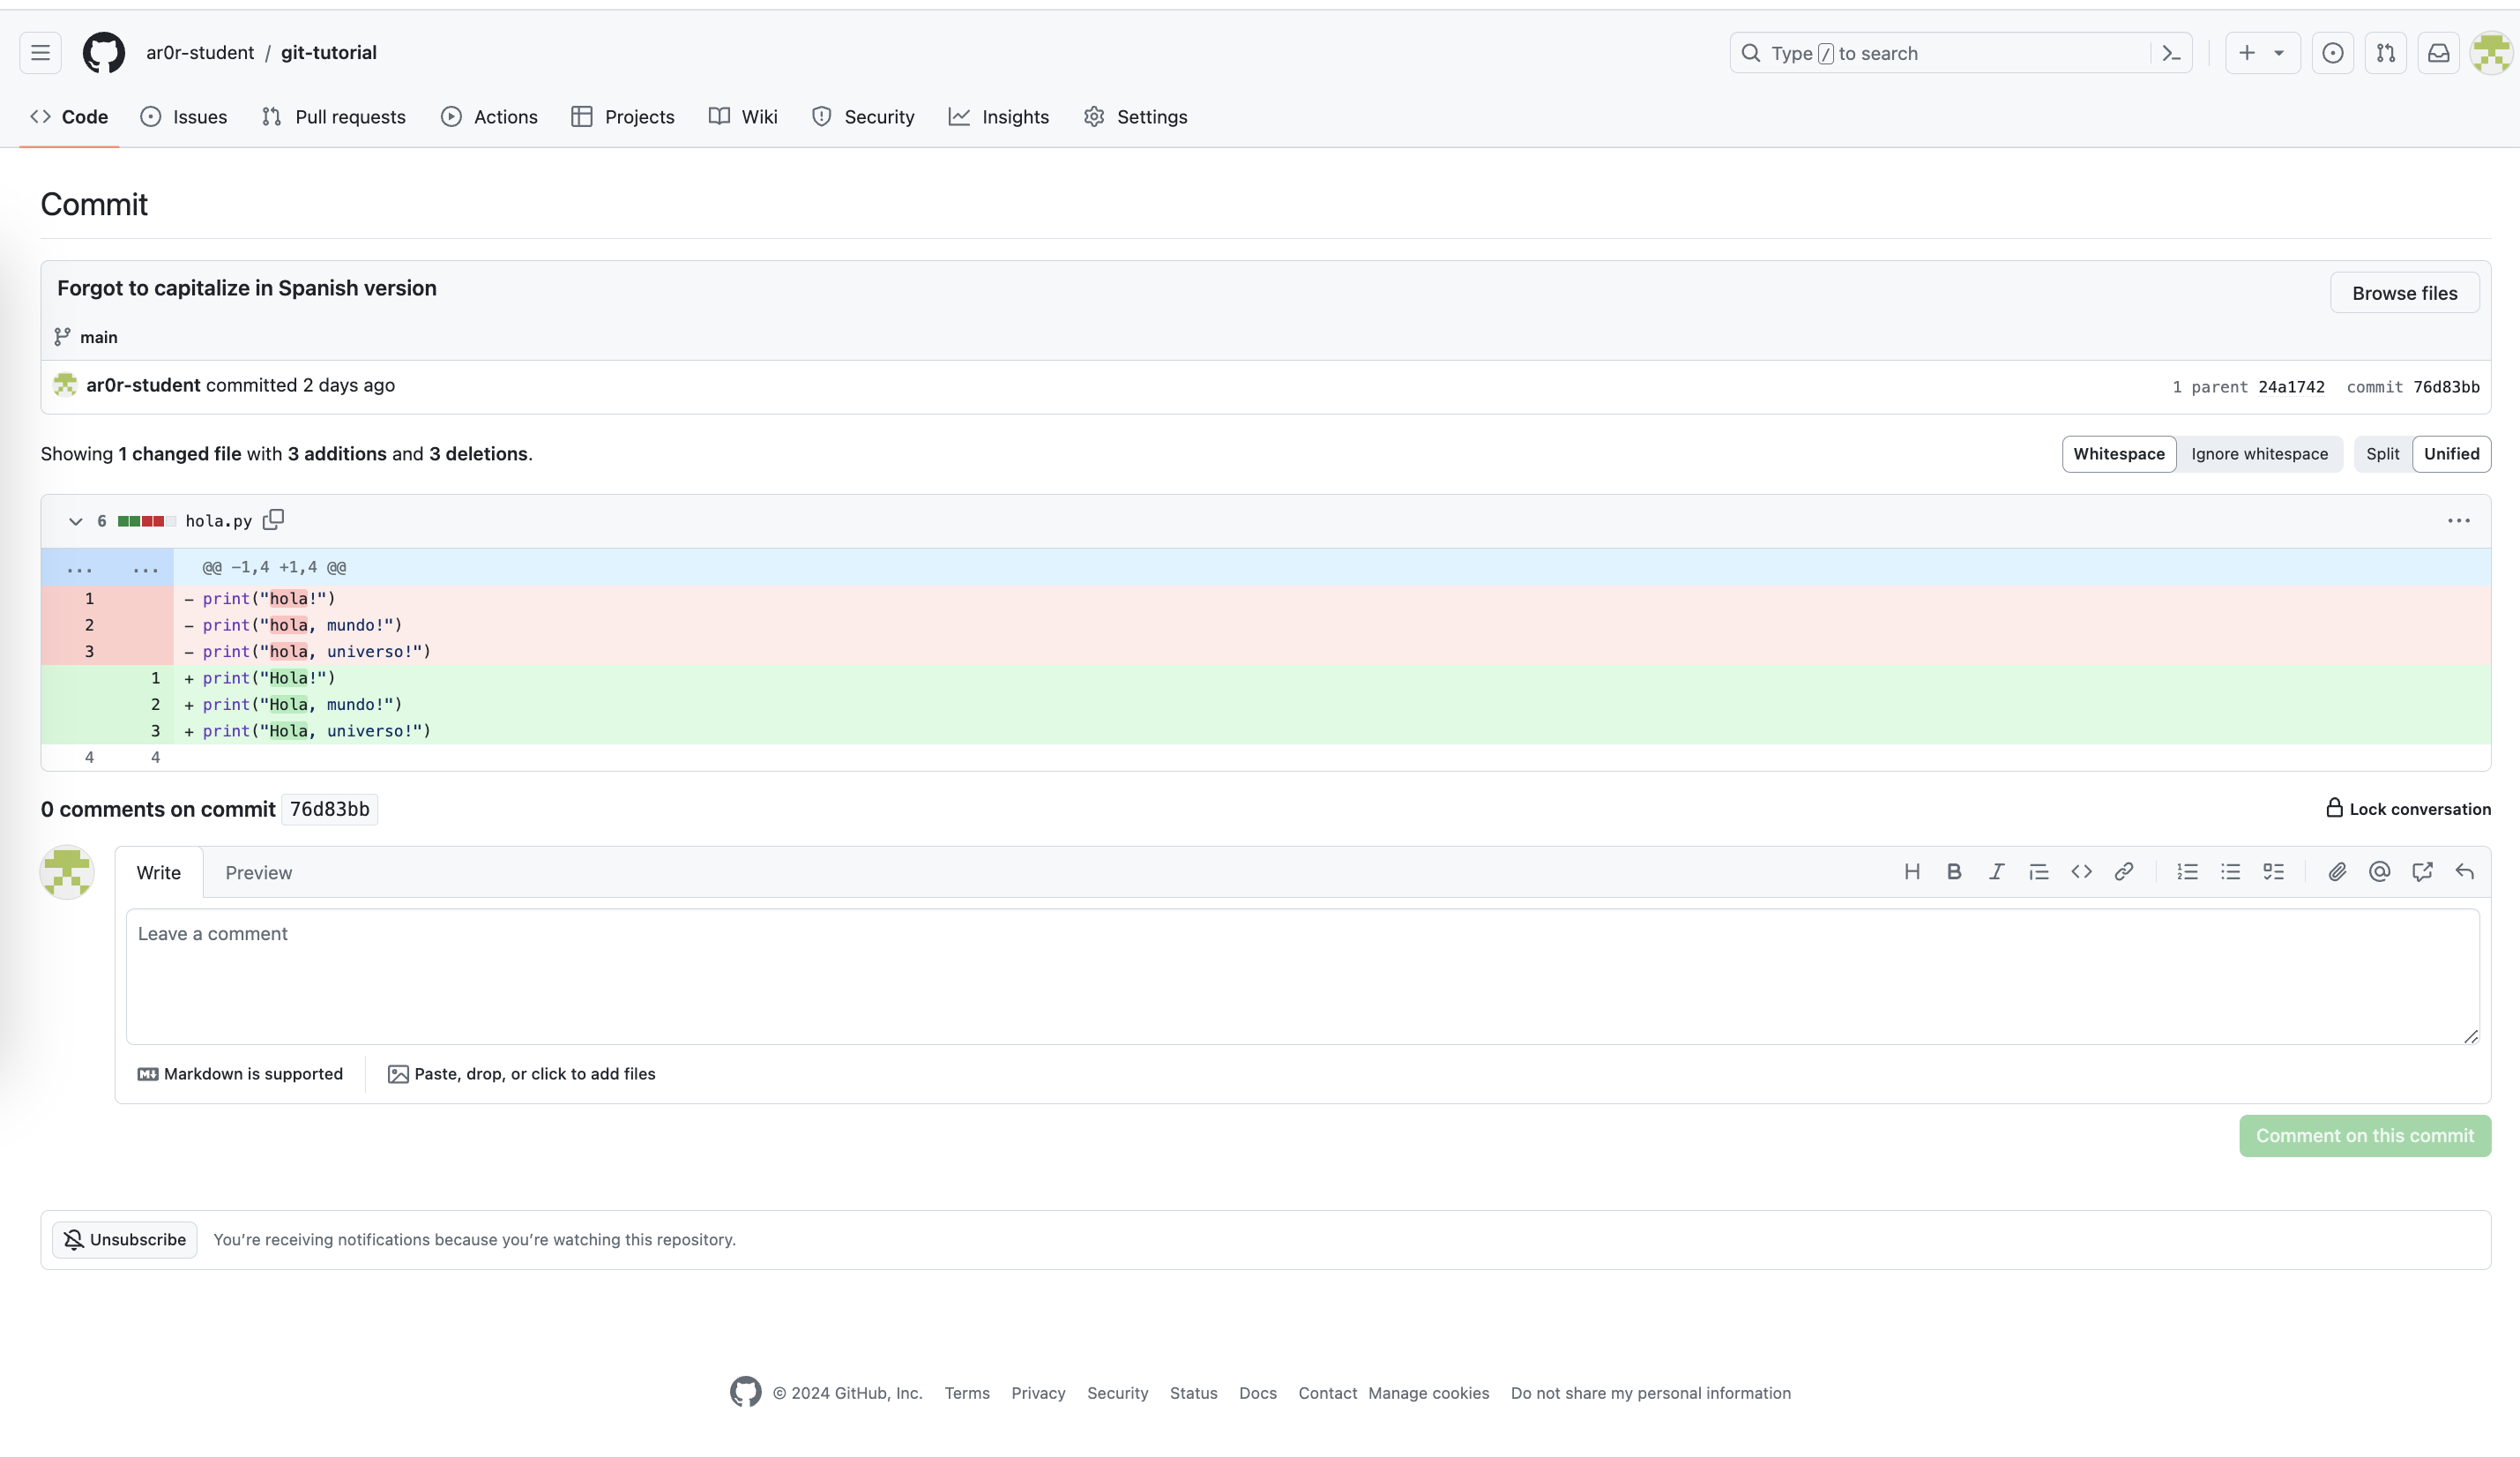 ar0r-student / git-tutorial
Type / to search
Code Issues Pull requests Actions Projects Wiki Security Insights Settings
Commit
Forgot to capitalize in Spanish version
Browse files
main
ar0r-student committed 2 days ago
1 parent 24a1742 commit 76d83bb
Showing 1 changed file with 3 additions and 3 deletions.
Whitespace Ignore whitespace Split Unified
6 hola.py
... ... @@ -1,4 +1,4 @@
1 - print("hola!")
2 - print("hola, mundo!")
3 - print("hola, universo!")
1 + print("Hola!")
2 + print("Hola, mundo!")
3 + print("Hola, universo!")
4 4
0 comments on commit 76d83bb
Lock conversation
Write Preview
Leave a comment
Markdown is supported
Paste, drop, or click to add files
Comment on this commit
Unsubscribe You’re receiving notifications because you’re watching this repository.
© 2024 GitHub, Inc. Terms Privacy Security Status Docs Contact Manage cookies Do not share my personal information